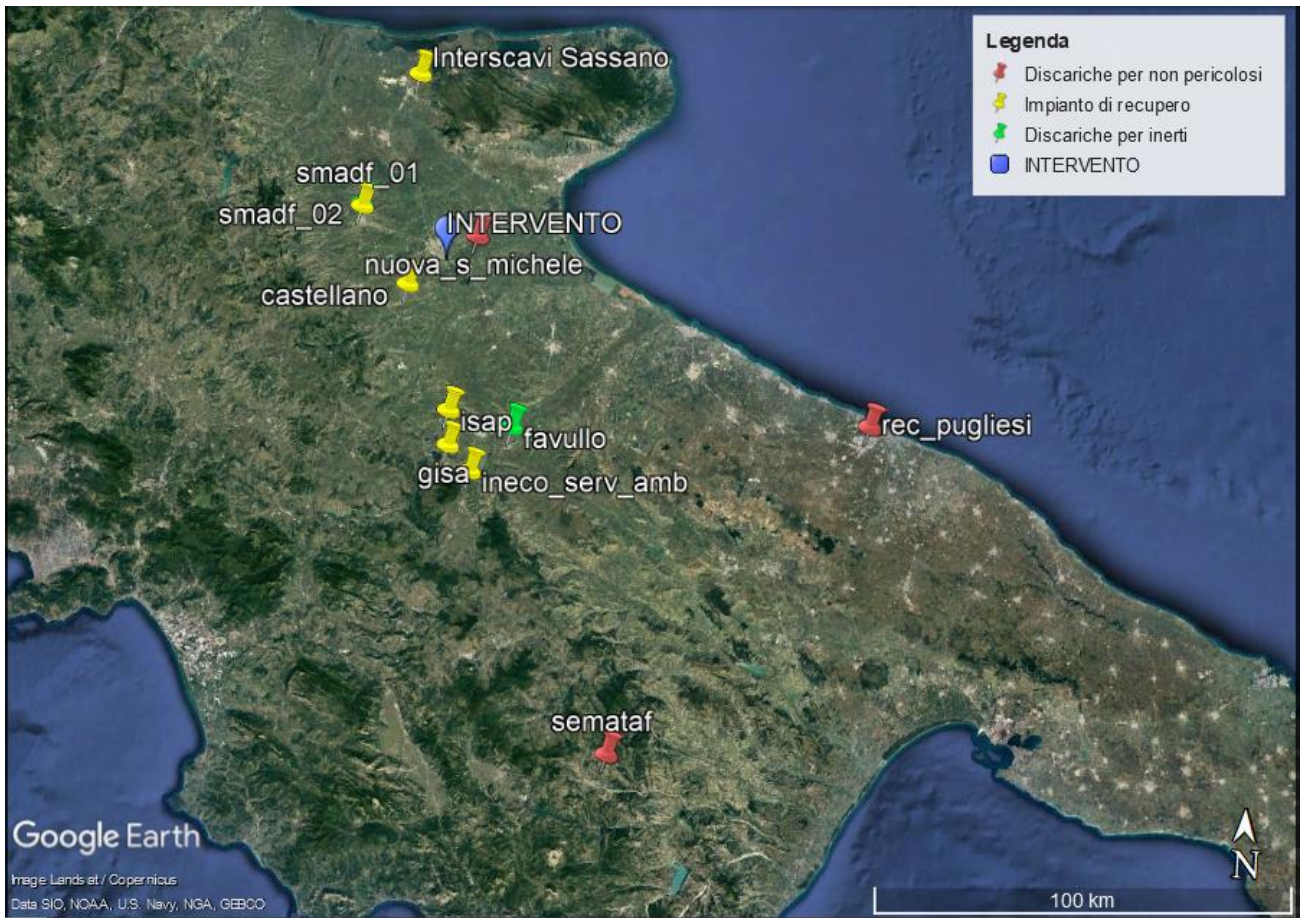 Interscavi Sassano
Legenda
Discariche per non pericolosi
Impianto di recupero
Discariche per inerti
INTERVENTO
smadf_01
smadf_02
INTERVENTO
nuova_s_michele
castellano
isap
favullo
rec_pugliesi
gisa
ineco_serv_amb
semataf
Google Earth
Image Landsat / Copernicus
Data SIO, NOAA, U.S. Navy, NGA, GEBCO
N
100 km